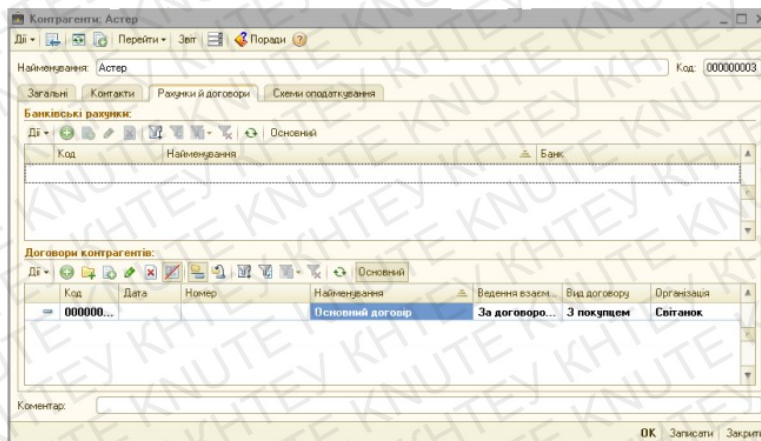 Контрагенти: Астер
Дії Перейти Звіт Поради
Найменування: Астер Код: 000000003
Загальні Контакти Рахунки й договори Схеми оподаткування
Банківські рахунки:
Дії Основний
Код Найменування Банк
Договори контрагентів:
Дії Основний
Код Дата Номер Найменування Ведення взаєм... Вид договору Організація
000000... Основний договір За договоро... З покупцем Світанок
Коментар:
OK Записати Закрити